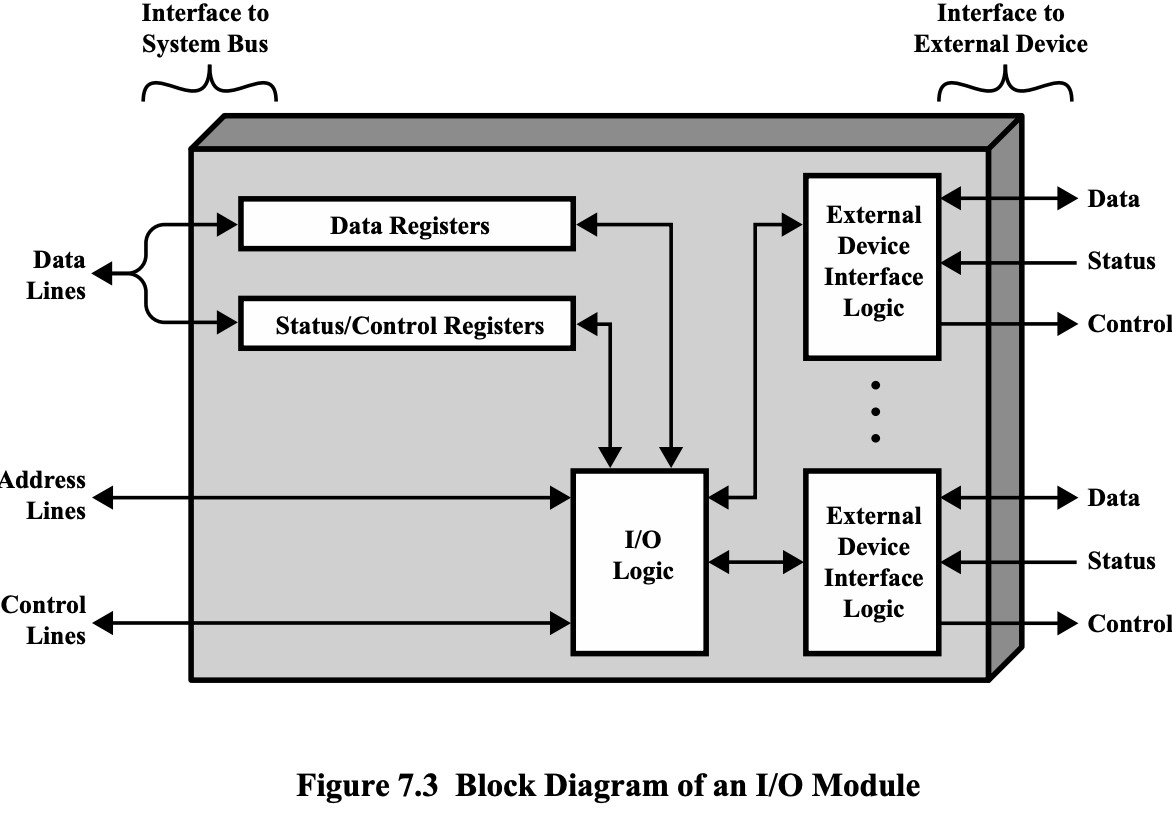 Interface to
System Bus
Interface to
External Device
Data Registers
Status/Control Registers
Data
Lines
Address
Lines
Control
Lines
I/O
Logic
External
Device
Interface
Logic
Data
Status
Control
External
Device
Interface
Logic
Data
Status
Control
Figure 7.3 Block Diagram of an I/O Module